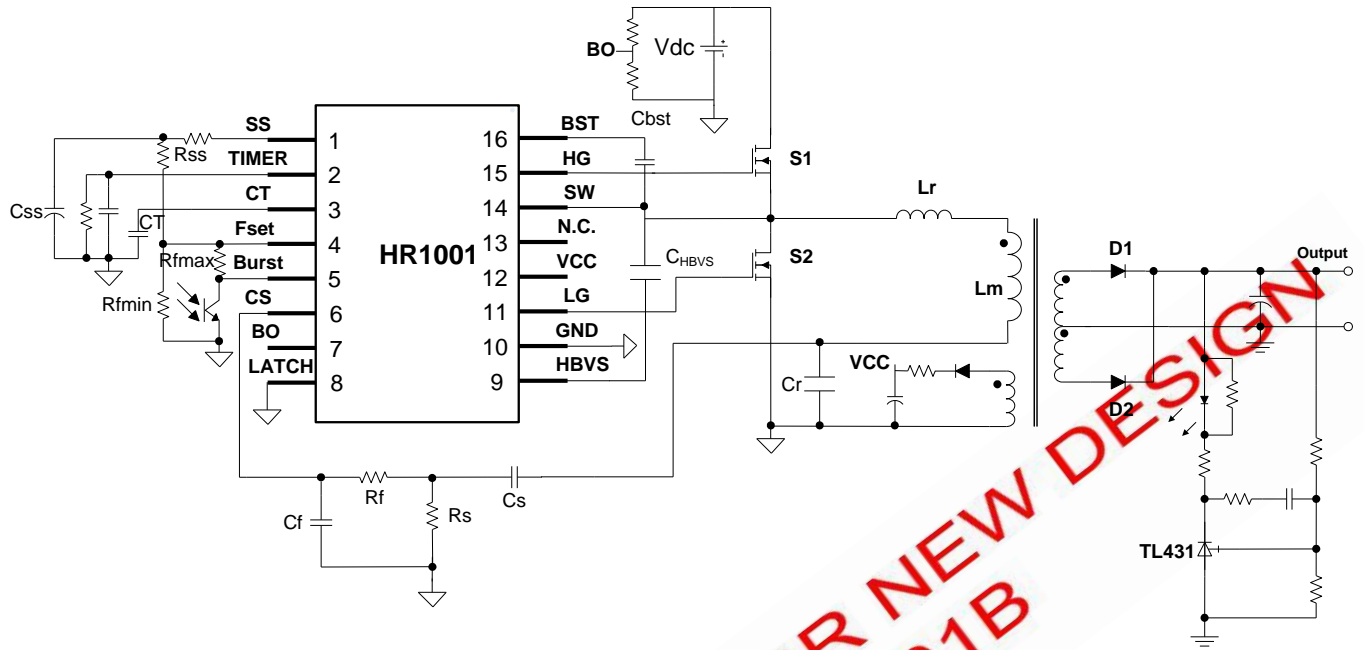 BO
Vdc
+
Cbst
SS
1
16
BST
Rss
TIMER
2
15
HG
S1
CT
3
14
SW
Lr
Css
CT
Fset
4
13
N.C.
HR1001
Rfmax
Burst
5
12
VCC
CHBVS
S2
D1
Output
Rfmin
CS
6
11
LG
Lm
BO
7
10
GND
LATCH
8
9
HBVS
Cr
VCC
D2
Rf
Cs
Cf
Rs
TL431
R NEW DESIGN
1B